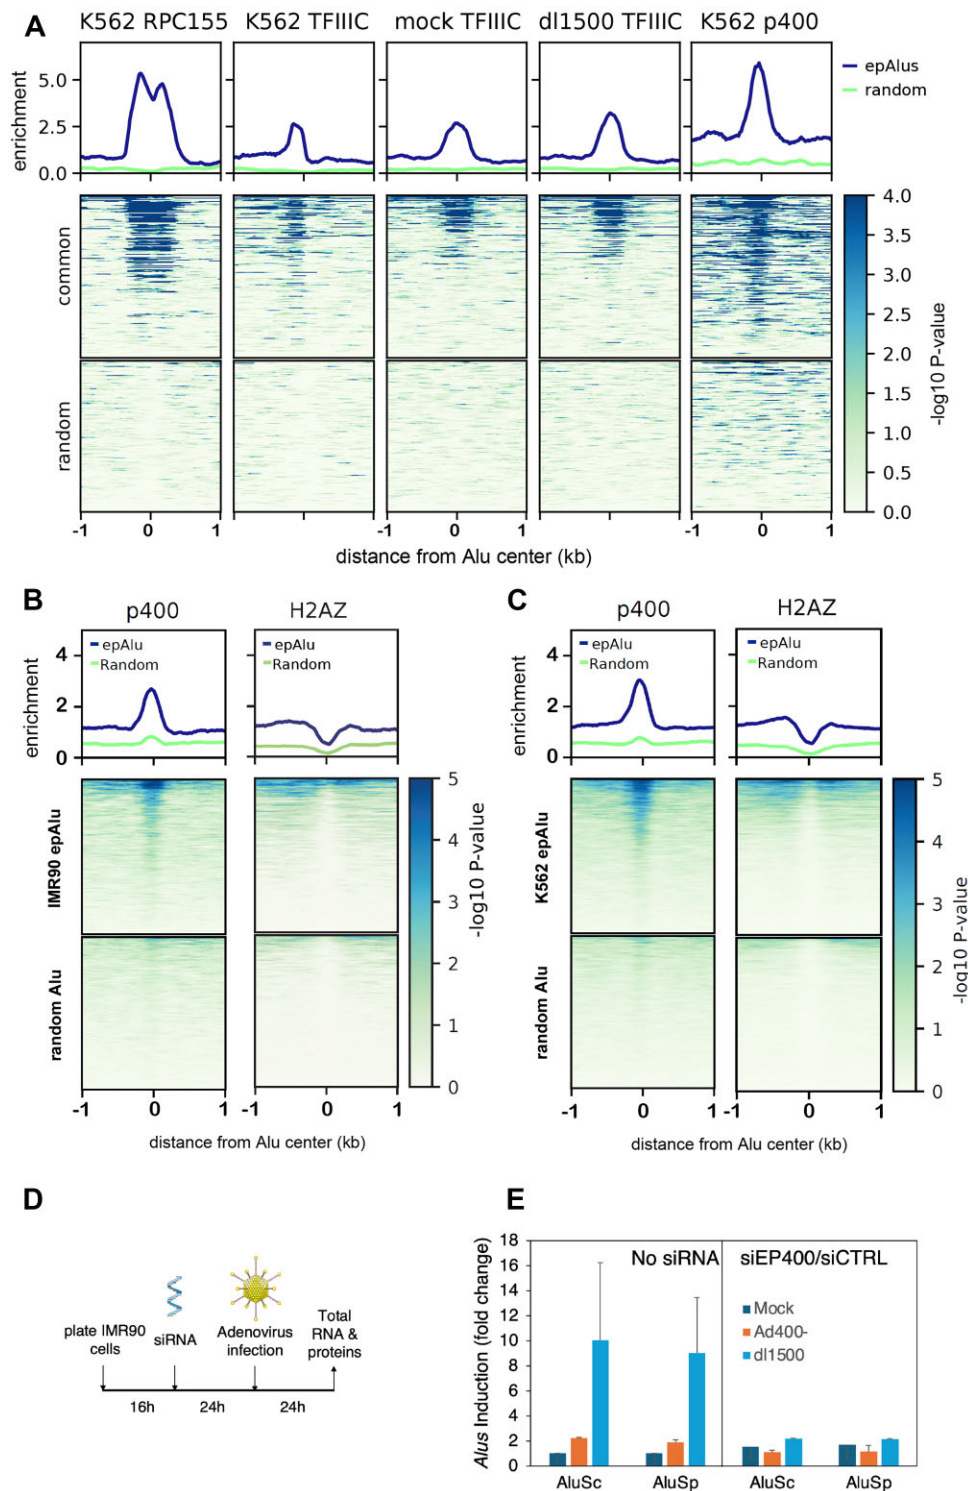 A
K562 RPC155 K562 TFIIIC mock TFIIIC dl1500 TFIIIC K562 p400
enrichment
5.0
2.5
0.0
epAlus
random
common
random
-1 0 1 -1 0 1
distance from Alu center (kb)
4.0
3.5
3.0
2.5
2.0
1.5
1.0
0.5
0.0
-log10 P-value
B
p400 H2AZ
enrichment
4
2
0
epAlu
Random
epAlu
Random
IMR90 epAlu
random Alu
-1 0 1 0 1
distance from Alu center (kb)
5
4
3
2
1
0
-log10 P-value
C
p400 H2AZ
enrichment
4
2
0
epAlu
Random
epAlu
Random
K562 epAlu
random Alu
-1 0 1 0 1
distance from Alu center (kb)
5
4
3
2
1
0
-log10 P-value
D
plate IMR90
cells
siRNA
Adenovirus
infection
Total
RNA &
proteins
16h 24h 24h
E
Alus Induction (fold change)
18
16
14
12
10
8
6
4
2
0
No siRNA siEP400/siCTRL
Mock
Ad400-
dl1500
AluSc AluSp AluSc AluSp